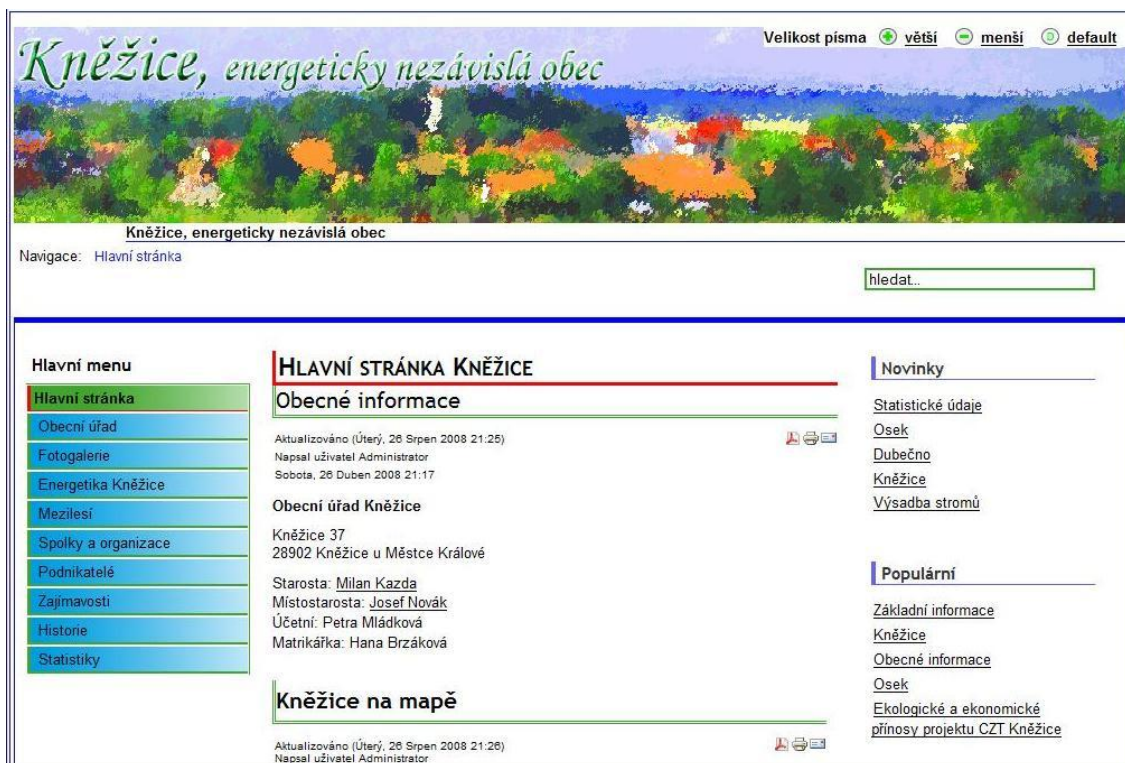 Velikost písma větší menší default
Kněžice, energeticky nezávislá obec
Kněžice, energeticky nezávislá obec
Navigace: Hlavní stránka
hledat...
Hlavní menu
Hlavní stránka
Obecní úřad
Fotogalerie
Energetika Kněžice
Mezilesí
Spolky a organizace
Podnikatelé
Zajímavosti
Historie
Statistiky
HLAVNÍ STRÁNKA KNĚŽICE
Obecné informace
Aktualizováno (Úterý, 26 Srpen 2008 21:25)
Napsal uživatel Administrator
Sobota, 26 Duben 2008 21:17
Obecní úřad Kněžice
Kněžice 37
28902 Kněžice u Městce Králové
Starosta: Milan Kazda
Místostarosta: Josef Novák
Účetní: Petra Mládková
Matrikářka: Hana Brzáková
Kněžice na mapě
Aktualizováno (Úterý, 26 Srpen 2008 21:26)
Napsal uživatel Administrator
Novinky
Statistické údaje
Osek
Dubečno
Kněžice
Výsadba stromů
Populární
Základní informace
Kněžice
Obecné informace
Osek
Ekologické a ekonomické
přínosy projektu CZT Kněžice